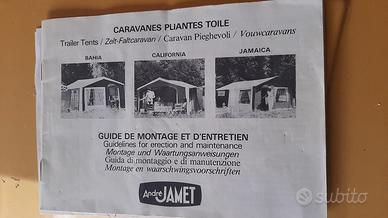 CARAVANES PLIANTES TOILE
Trailer Tents / Zelt-Faltcaravan / Caravan Pieghevoli / Vouwcaravans
BAHIA
CALIFORNIA
JAMAICA
GUIDE DE MONTAGE ET D'ENTRETIEN
Guidelines for erection and maintenance
Montage und Waartungsanweisungen
Guida di montaggio e di manutenzione
Montage en waarschwingsvoorschriften
André JAMET
subito